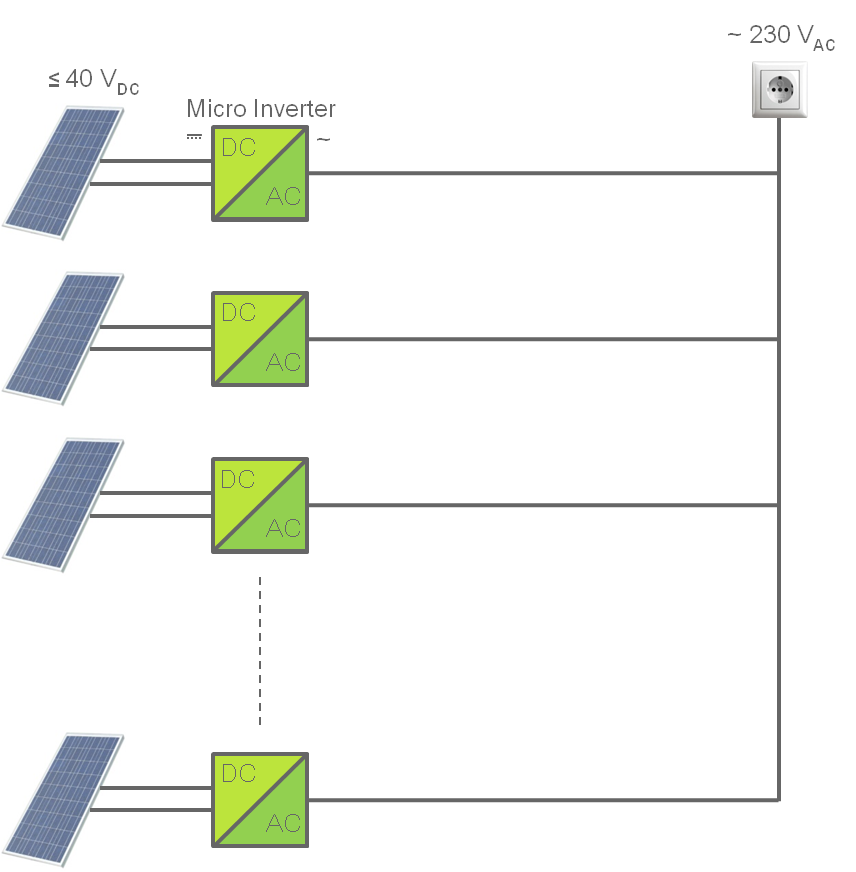 ~ 230 VAC
≤ 40 VDC
Micro Inverter
~
DC
AC
DC
AC
DC
AC
DC
AC